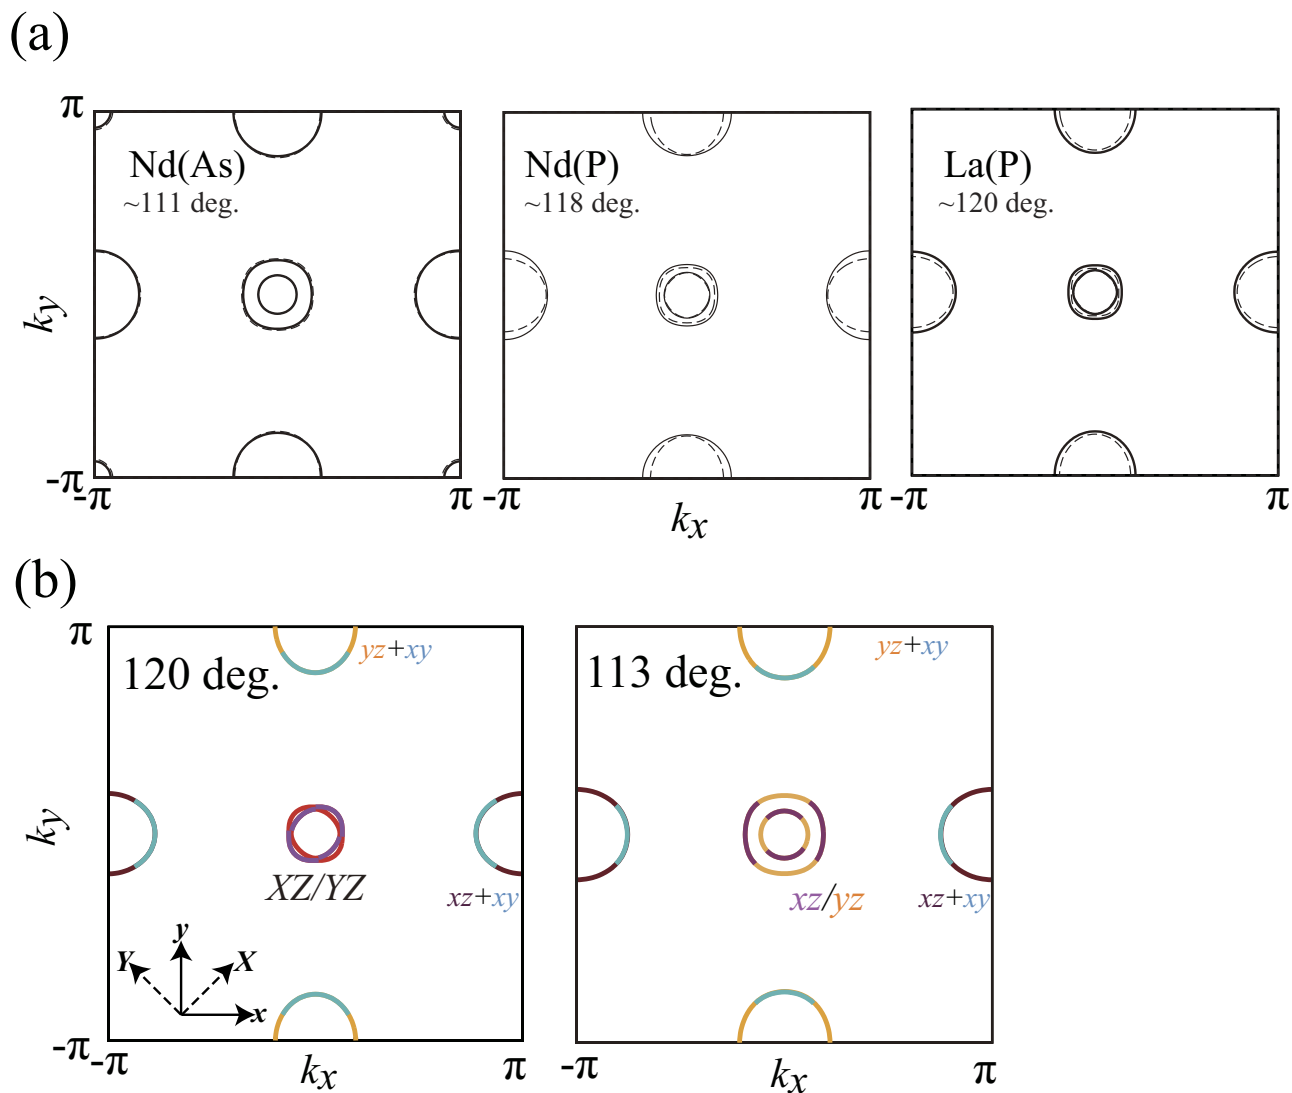 (a)
π
Nd(As)
~111 deg.
Nd(P)
~118 deg.
La(P)
~120 deg.
ky
-π
-π
π
-π
π
-π
π
kx
(b)
π
120 deg.
yz+xy
113 deg.
yz+xy
ky
XZ/YZ
xz+xy
xz/yz
xz+xy
y
Y
X
x
-π
-π
kx
π
-π
kx
π